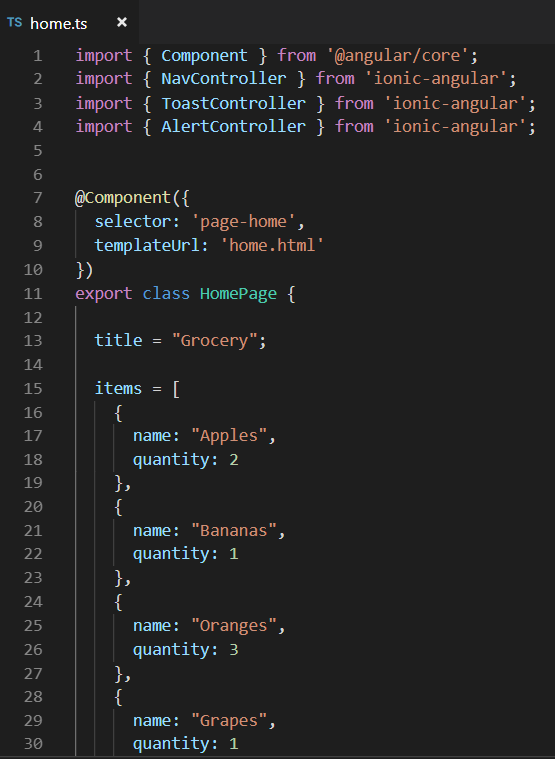 TS home.ts ×
1 import { Component } from '@angular/core';
2 import { NavController } from 'ionic-angular';
3 import { ToastController } from 'ionic-angular';
4 import { AlertController } from 'ionic-angular';
5
6
7 @Component({
8   selector: 'page-home',
9   templateUrl: 'home.html'
10 })
11 export class HomePage {
12
13   title = "Grocery";
14
15   items = [
16     {
17       name: "Apples",
18       quantity: 2
19     },
20     {
21       name: "Bananas",
22       quantity: 1
23     },
24     {
25       name: "Oranges",
26       quantity: 3
27     },
28     {
29       name: "Grapes",
30       quantity: 1